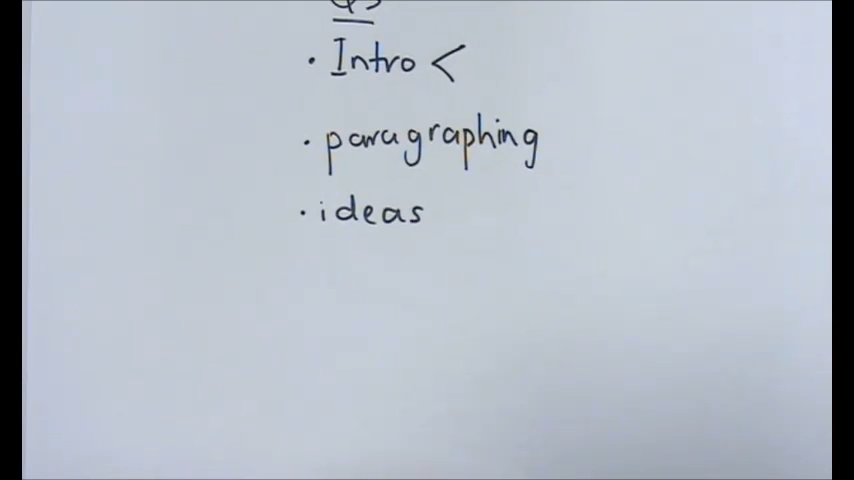 · Intro <
· paragraphing
· ideas